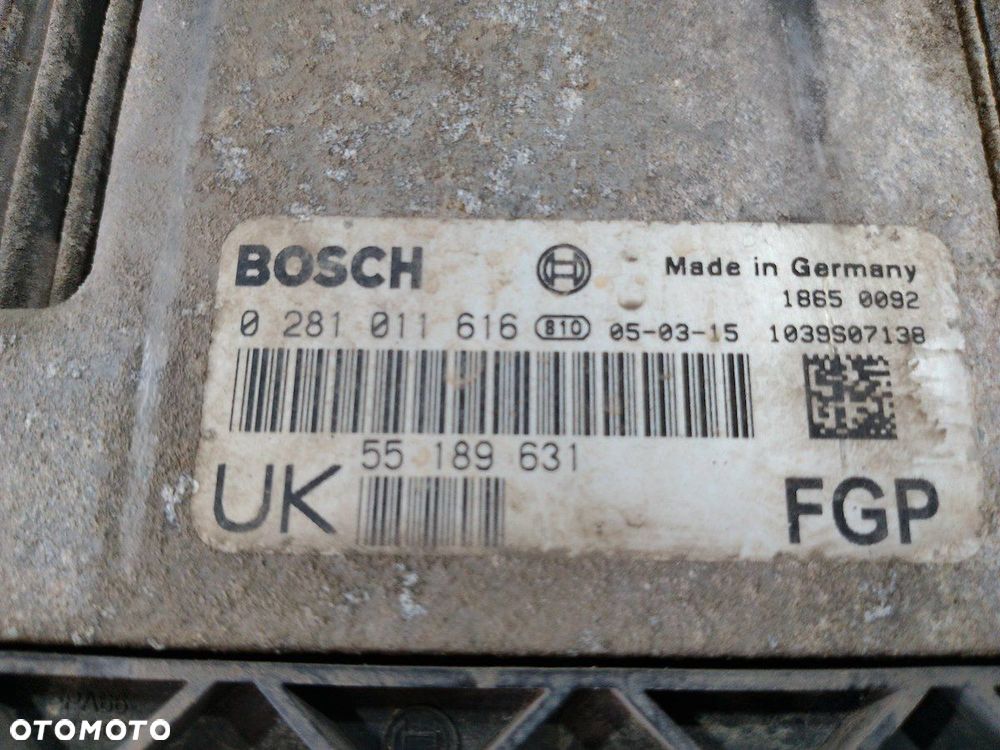 BOSCH
Made in Germany
1865 0092
0 281 011 616 810 05-03-15 1039S07138
55 189 631
UK
FGP
OTOMOTO